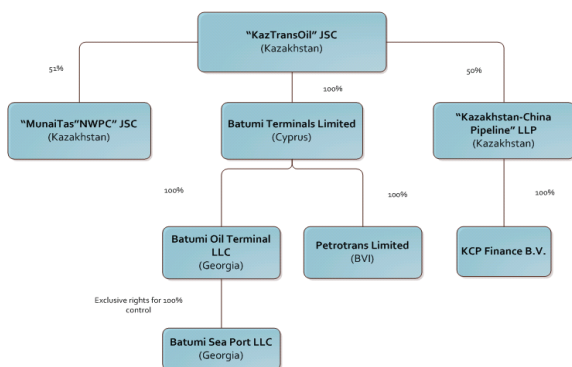 “KazTransOil” JSC
(Kazakhstan)
51%
50%
100%
“MunaiTas”NWPC” JSC
(Kazakhstan)
Batumi Terminals Limited
(Cyprus)
“Kazakhstan-China
Pipeline” LLP
(Kazakhstan)
100%
100%
100%
Batumi Oil Terminal
LLC
(Georgia)
Petrotrans Limited
(BVI)
KCP Finance B.V.
Exclusive rights for 100%
control
Batumi Sea Port LLC
(Georgia)